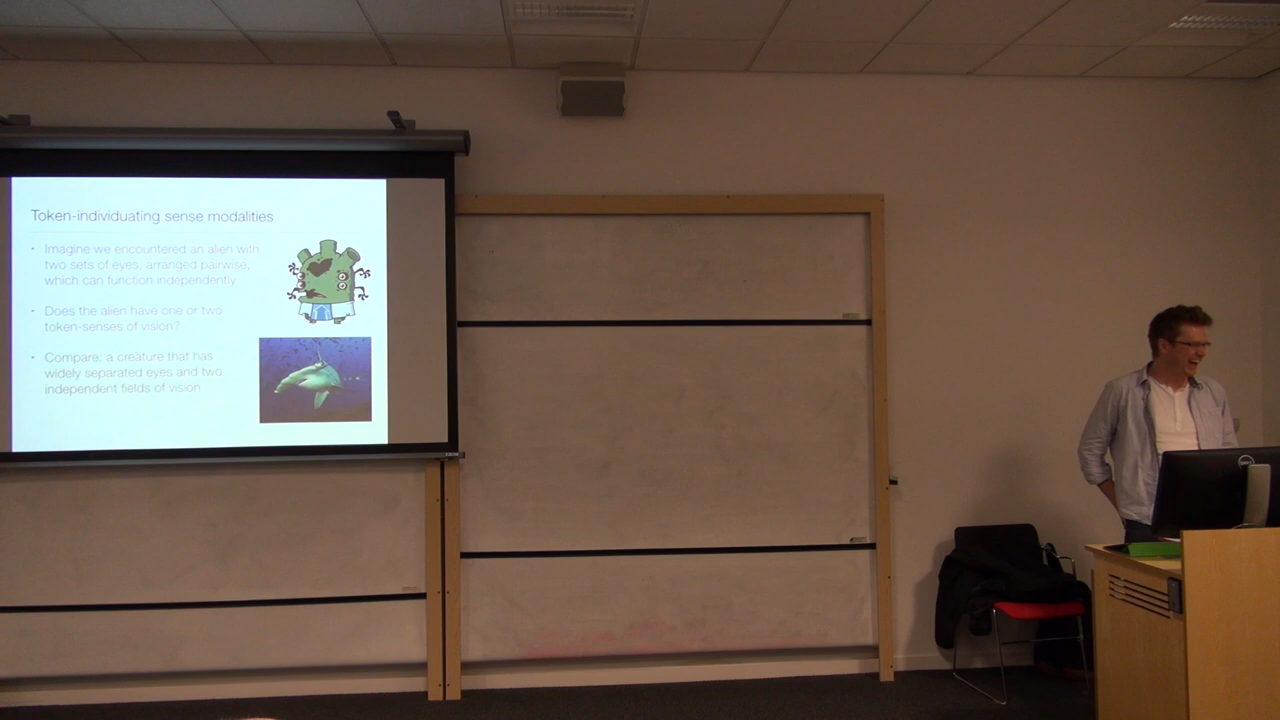 Token-individuating sense modalities
• Imagine we encountered an alien with
two sets of eyes, arranged pairwise,
which can function independently
• Does the alien have one or two
token-senses of vision?
• Compare: a creature that has
widely separated eyes and two
independent fields of vision
DELL